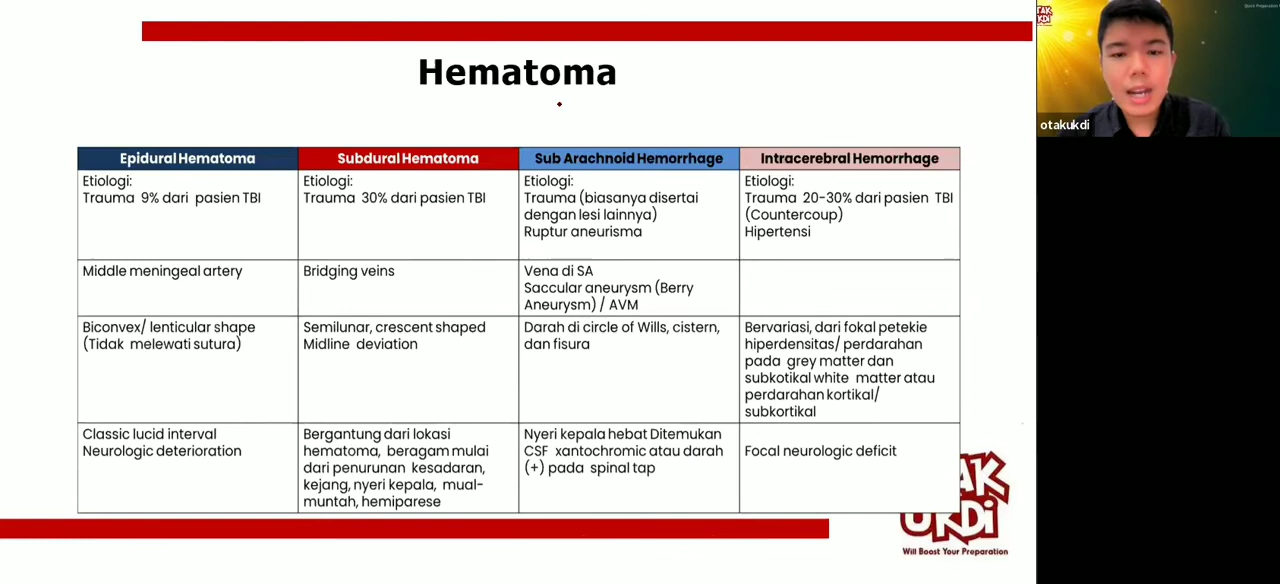 Hematoma
Epidural Hematoma
Subdural Hematoma
Sub Arachnoid Hemorrhage
Intracerebral Hemorrhage
Etiologi:
Trauma 9% dari pasien TBI
Etiologi:
Trauma 30% dari pasien TBI
Etiologi:
Trauma (biasanya disertai
dengan lesi lainnya)
Ruptur aneurisma
Etiologi:
Trauma 20-30% dari pasien TBI
(Countercoup)
Hipertensi
Middle meningeal artery
Bridging veins
Vena di SA
Saccular aneurysm (Berry
Aneurysm) / AVM
Biconvex/ lenticular shape
(Tidak melewati sutura)
Semilunar, crescent shaped
Midline deviation
Darah di circle of Wills, cistern,
dan fisura
Bervariasi, dari fokal petekie
hiperdensitas/ perdarahan
pada grey matter dan
subkotikal white matter atau
perdarahan kortikal/
subkortikal
Classic lucid interval
Neurologic deterioration
Bergantung dari lokasi
hematoma, beragam mulai
dari penurunan kesadaran,
kejang, nyeri kepala, mual-
muntah, hemiparese
Nyeri kepala hebat Ditemukan
CSF xantochromic atau darah
(+) pada spinal tap
Focal neurologic deficit
AK
UKDI
Will Boost Your Preparation
otakukdi